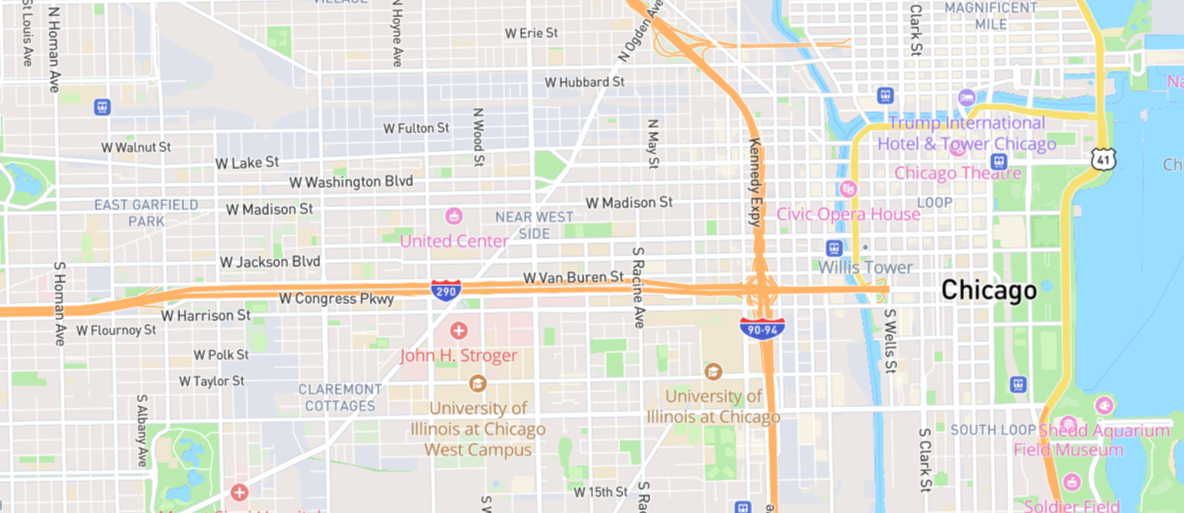 VILLAGE
St Louis Ave
N Homan Ave
N Hoyne Ave
W Erie St
N Ogden Ave
Clark St
MAGNIFICENT
MILE
W Hubbard St
W Fulton St
N Wood St
N May St
Kennedy Expy
Trump International
Hotel & Tower Chicago
41
W Walnut St
W Lake St
W Washington Blvd
Chicago Theatre
EAST GARFIELD
PARK
W Madison St
W Madison St
LOOP
United Center
NEAR WEST
SIDE
Civic Opera House
W Jackson Blvd
S Homan Ave
S Racine Ave
Willis Tower
W Van Buren St
290
W Congress Pkwy
Chicago
W Harrison St
W Flournoy St
90-94
S Wells St
John H. Stroger
W Polk St
W Taylor St
CLAREMONT
COTTAGES
S Albany Ave
University of
Illinois at Chicago
West Campus
University of
Illinois at Chicago
SOUTH LOOP
Shedd Aquarium
Field Museum
S Clark St
W 15th St
Soldier Field